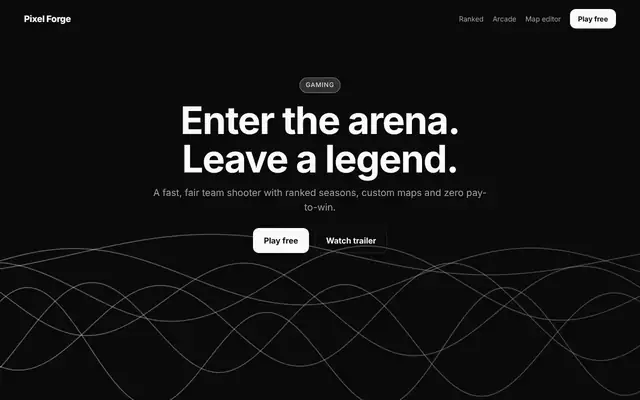 Pixel Forge
Ranked Arcade Map editor Play free
GAMING
Enter the arena.
Leave a legend.
A fast, fair team shooter with ranked seasons, custom maps and zero pay-
to-win.
Play free Watch trailer